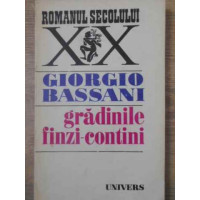 ROMANUL SECOLULUI
XX
GIORGIO
BASSANI
grădinile
finzi-contini
UNIVERS